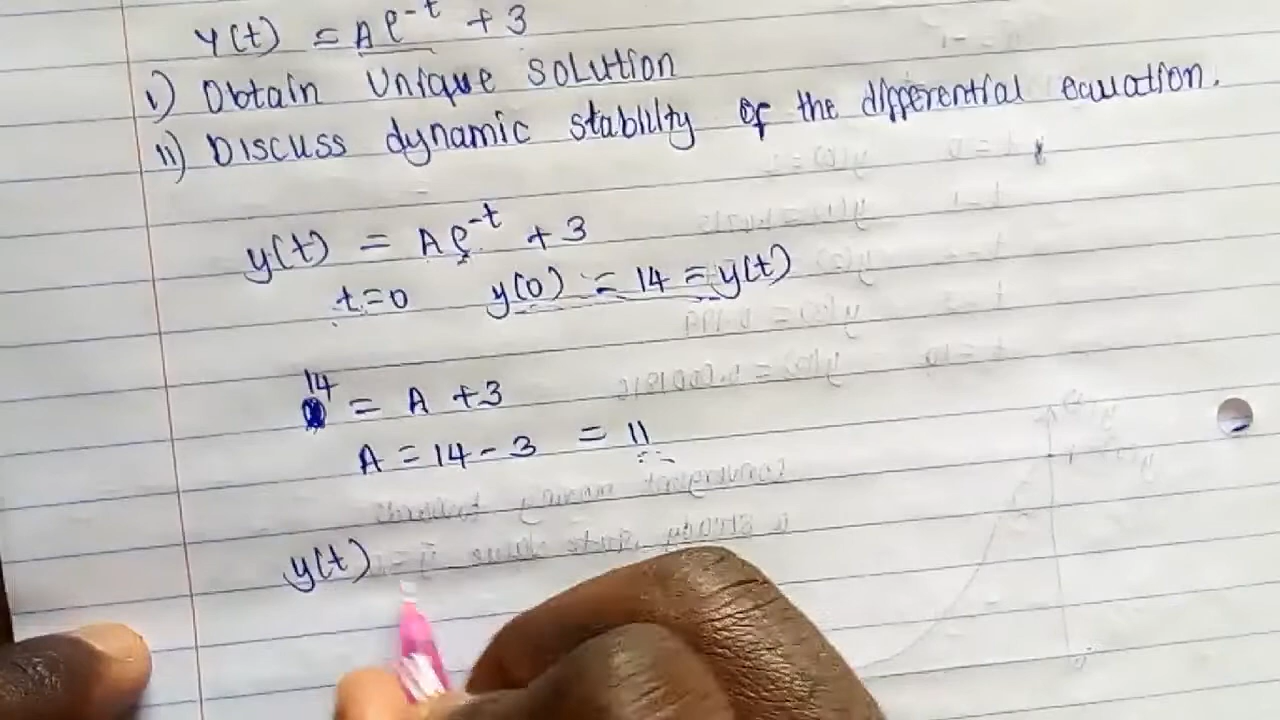 y(t) = Ae^-t + 3
i) Obtain Unique solution
ii) Discuss dynamic stability of the differential equation.
y(t) = Ae^-t + 3
t=0 y(0) = 14 = y(t)
14 = A + 3
A = 14 - 3 = 11
y(t)